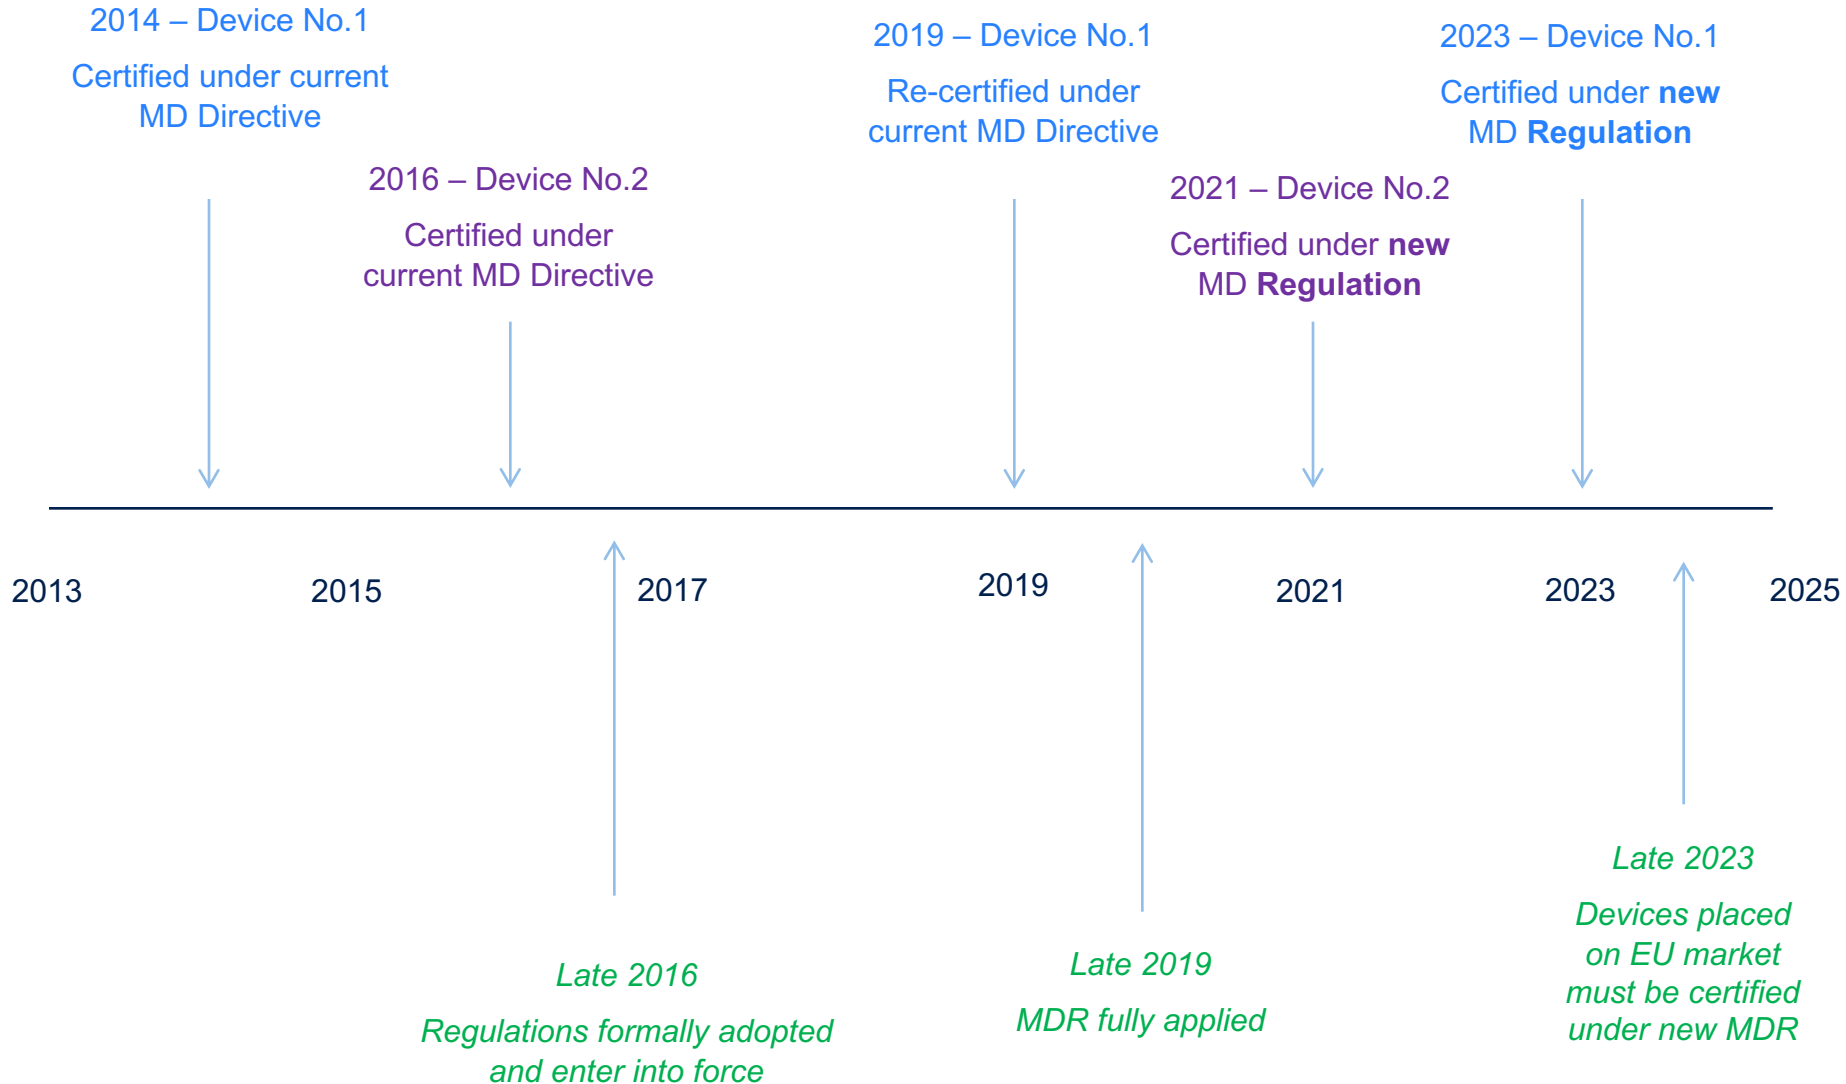 2014 – Device No.1
Certified under current
MD Directive
2016 – Device No.2
Certified under
current MD Directive
2019 – Device No.1
Re-certified under
current MD Directive
2021 – Device No.2
Certified under new
MD Regulation
2023 – Device No.1
Certified under new
MD Regulation
2013
2015
2017
2019
2021
2023
2025
Late 2016
Regulations formally adopted
and enter into force
Late 2019
MDR fully applied
Late 2023
Devices placed
on EU market
must be certified
under new MDR